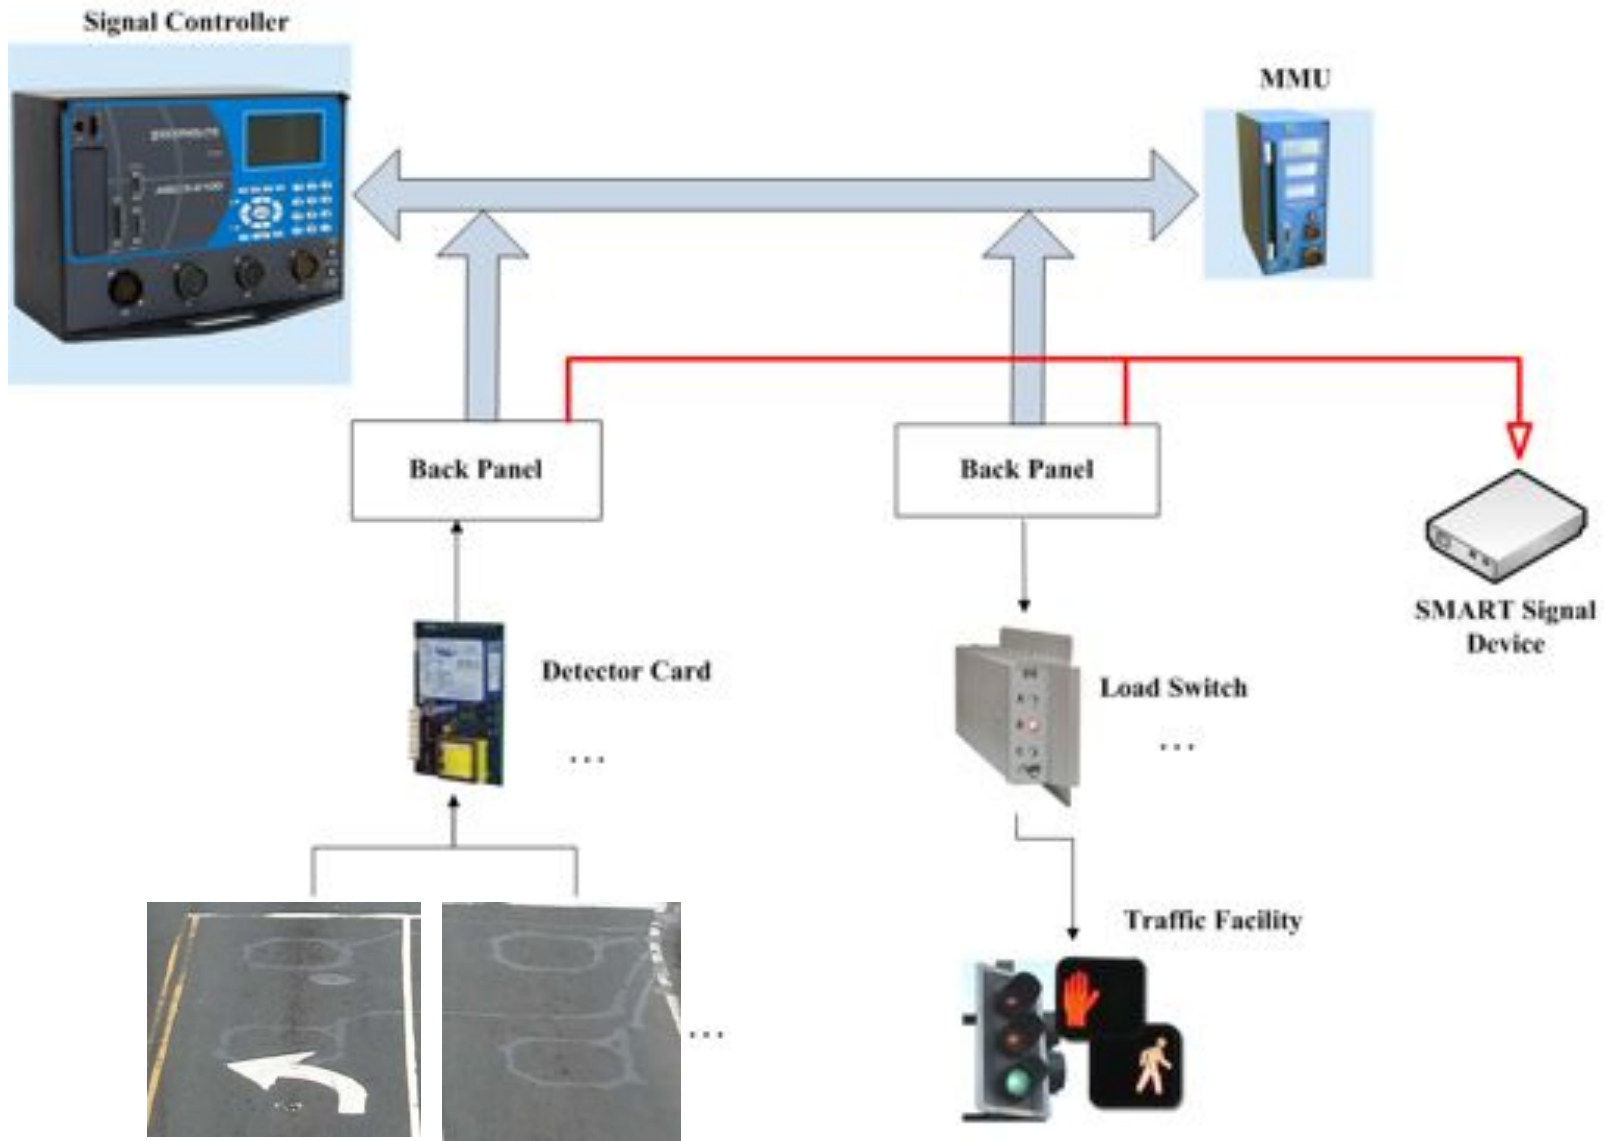 Signal Controller
MMU
Back Panel
Back Panel
SMART Signal
Device
Detector Card
...
Load Switch
...
Traffic Facility
...